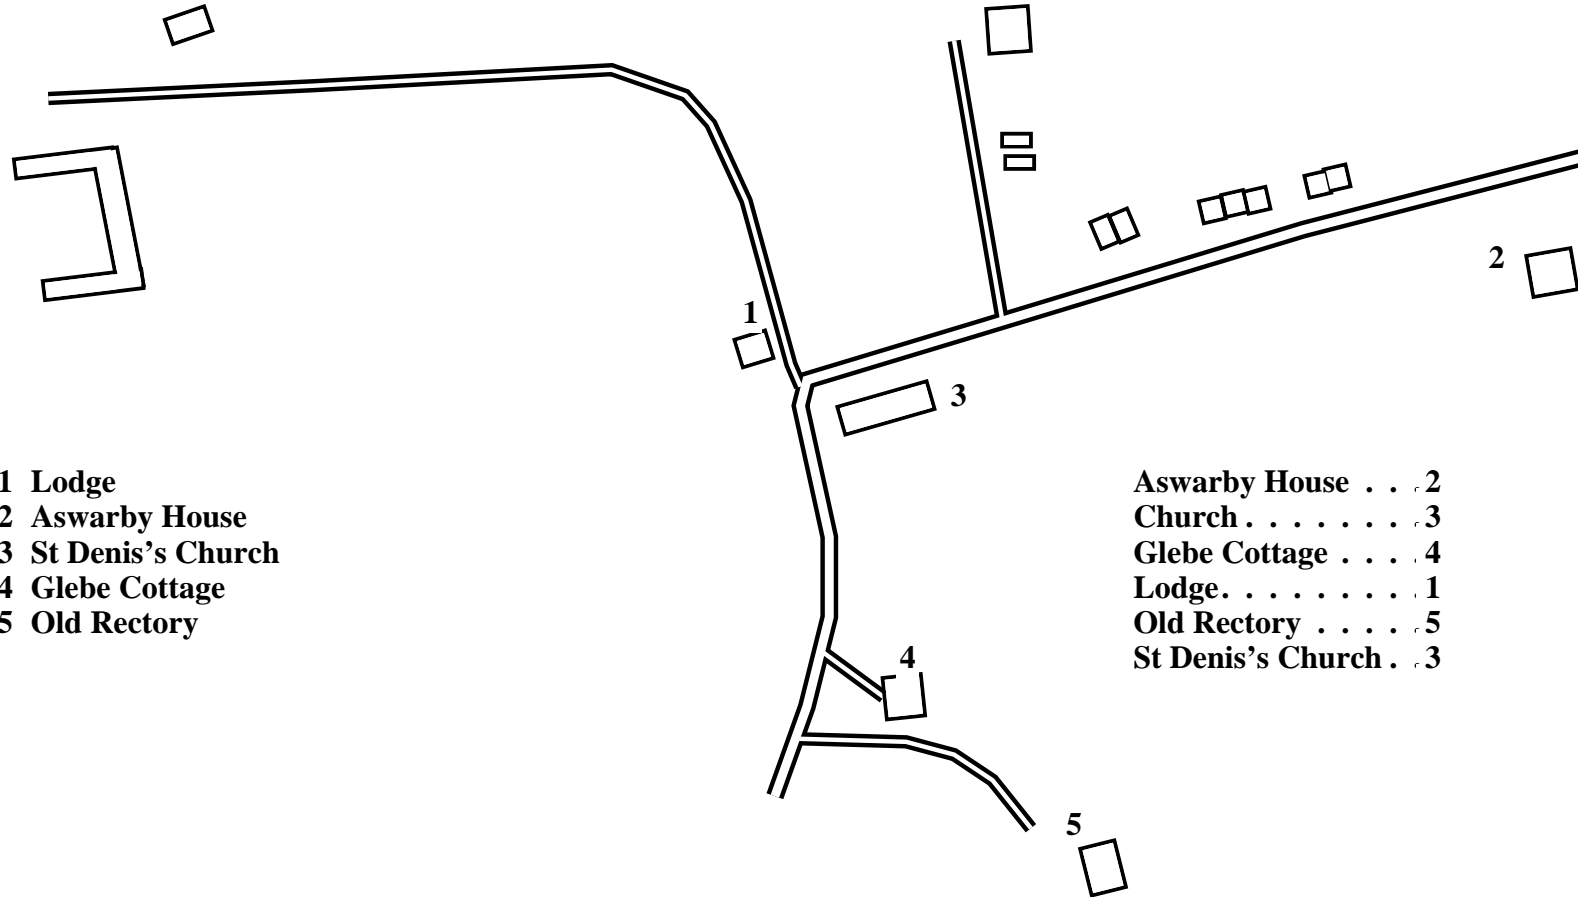 1
2
3
1 Lodge
2 Aswarby House
3 St Denis's Church
4 Glebe Cottage
5 Old Rectory
Aswarby House . . . 2
Church . . . . . . . . . 3
Glebe Cottage . . . . 4
Lodge. . . . . . . . . . 1
Old Rectory . . . . . 5
St Denis's Church . . 3
4
5